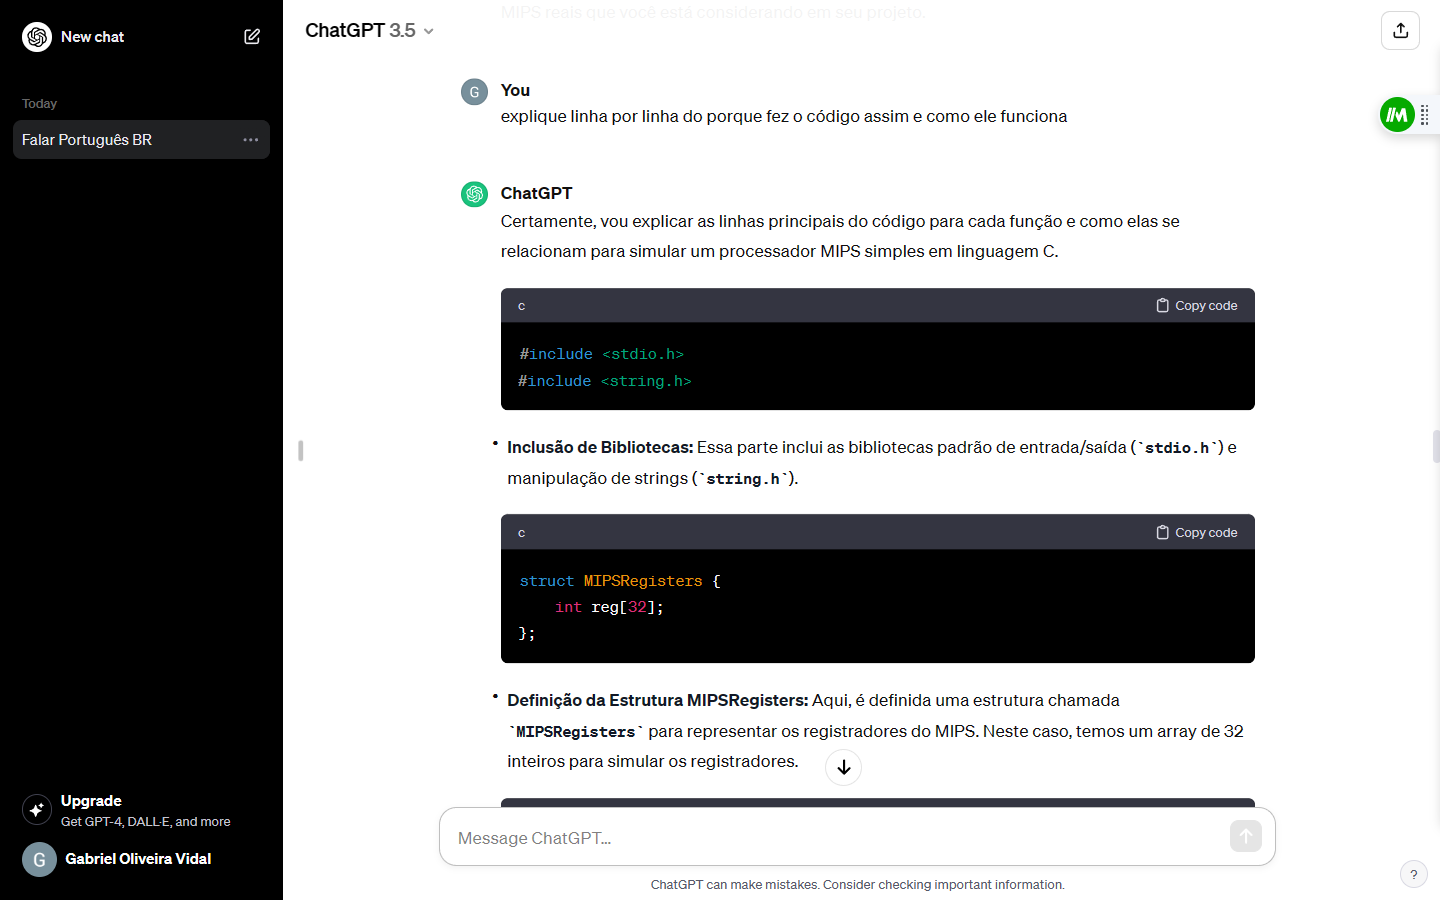 New chat
Today
Falar Português BR
Upgrade
Get GPT-4, DALL·E, and more
G
Gabriel Oliveira Vidal
MIPS reais que você está considerando em seu projeto.
ChatGPT 3.5
G
You
explique linha por linha do porque fez o código assim e como ele funciona
ChatGPT
Certamente, vou explicar as linhas principais do código para cada função e como elas se
relacionam para simular um processador MIPS simples em linguagem C.
c
Copy code
#include <stdio.h>
#include <string.h>
• Inclusão de Bibliotecas: Essa parte inclui as bibliotecas padrão de entrada/saída (`stdio.h`) e
manipulação de strings (`string.h`).
c
Copy code
struct MIPSRegisters {
    int reg[32];
};
• Definição da Estrutura MIPSRegisters: Aqui, é definida uma estrutura chamada
`MIPSRegisters` para representar os registradores do MIPS. Neste caso, temos um array de 32
inteiros para simular os registradores.
Message ChatGPT...
ChatGPT can make mistakes. Consider checking important information.
?